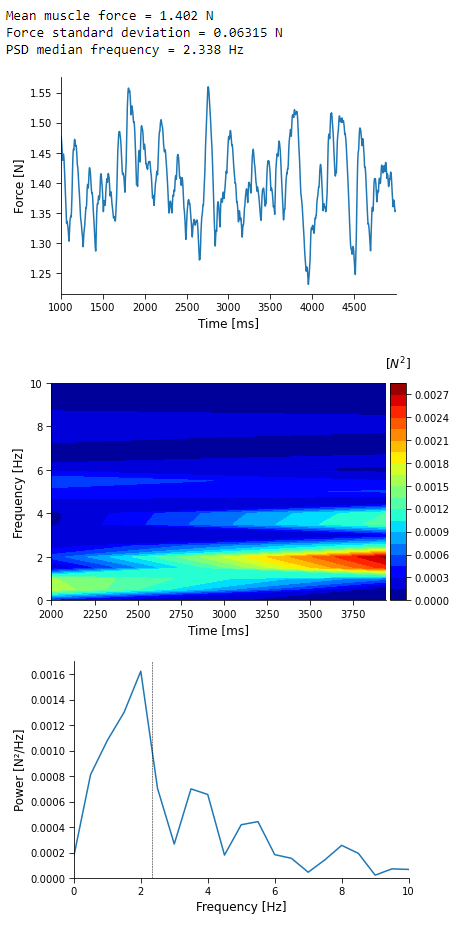 Mean muscle force = 1.402 N
Force standard deviation = 0.06315 N
PSD median frequency = 2.338 Hz
1.55
1.50
1.45
1.40
1.35
1.30
1.25
Force [N]
1000 1500 2000 2500 3000 3500 4000 4500
Time [ms]
[N²]
10
8
6
4
2
0
Frequency [Hz]
2000 2250 2500 2750 3000 3250 3500 3750
Time [ms]
0.0027
0.0024
0.0021
0.0018
0.0015
0.0012
0.0009
0.0006
0.0003
0.0000
0.0016
0.0014
0.0012
0.0010
0.0008
0.0006
0.0004
0.0002
0.0000
Power [N²/Hz]
0 2 4 6 8 10
Frequency [Hz]